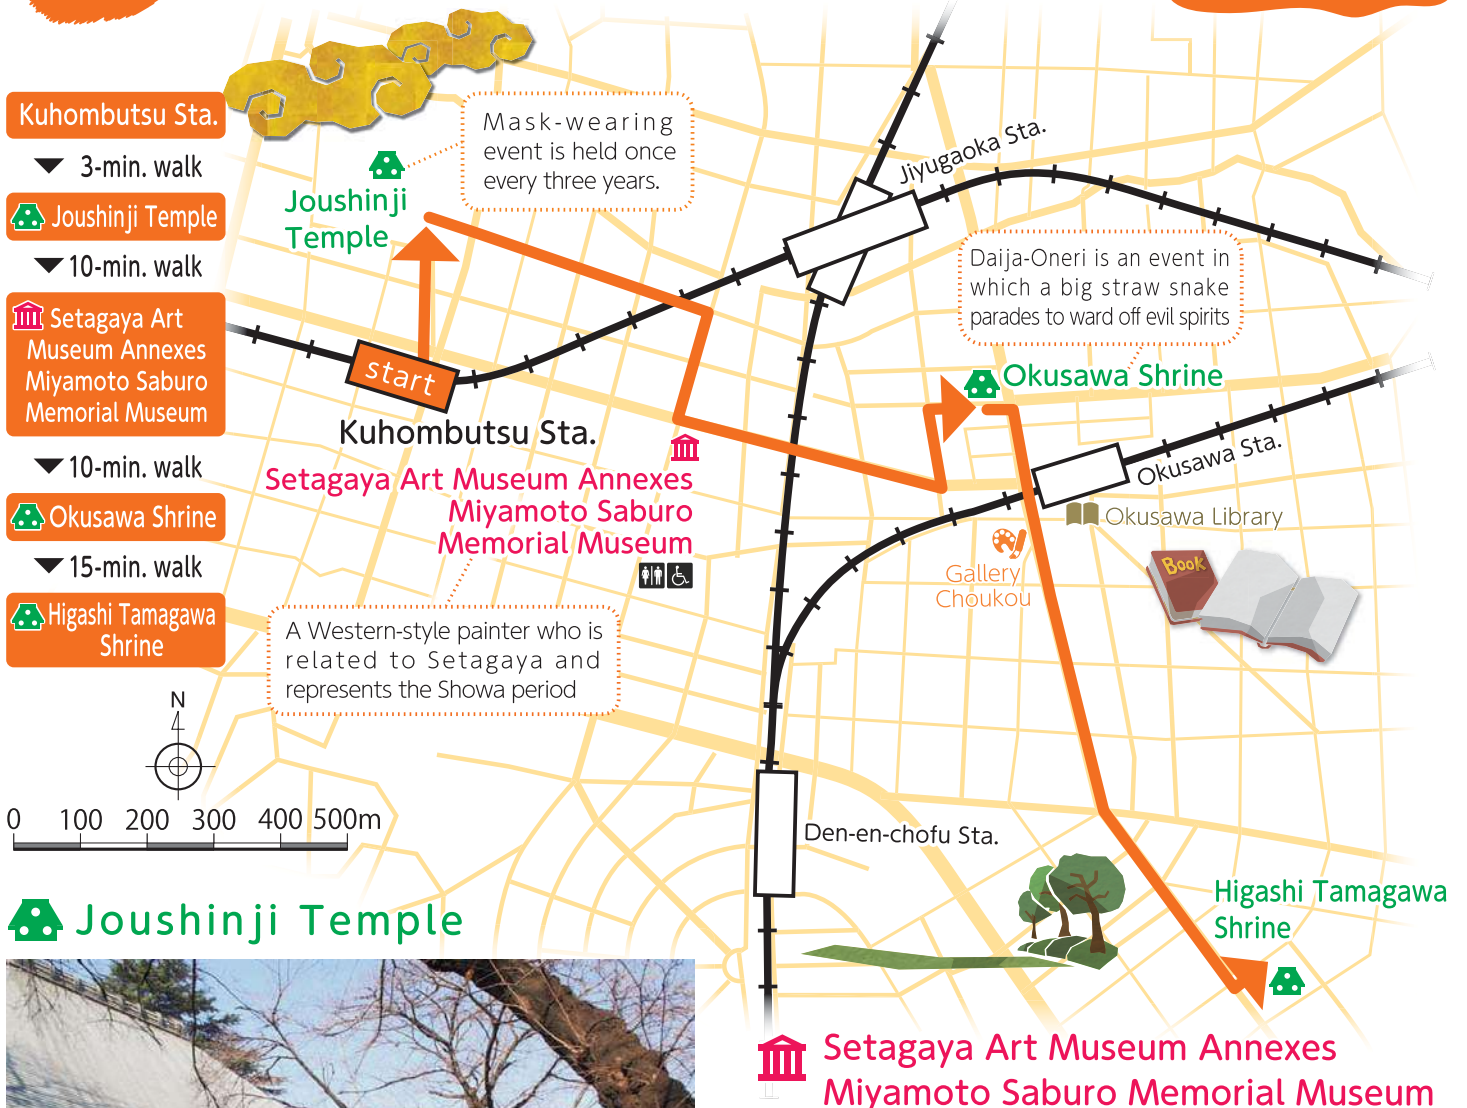 Kuhombutsu Sta.
3-min. walk
Joushinji Temple
10-min. walk
Setagaya Art
Museum Annexes
Miyamoto Saburo
Memorial Museum
10-min. walk
Okusawa Shrine
15-min. walk
Higashi Tamagawa
Shrine
N
0 100 200 300 400 500m
Mask-wearing
event is held once
every three years.
Joushinji
Temple
Jiyugaoka Sta.
Daija-Oneri is an event in
which a big straw snake
parades to ward off evil spirits
Okusawa Shrine
start
Kuhombutsu Sta.
Setagaya Art Museum Annexes
Miyamoto Saburo
Memorial Museum
Okusawa Sta.
Okusawa Library
Gallery
Choukou
Book
A Western-style painter who is
related to Setagaya and
represents the Showa period
Den-en-chofu Sta.
Higashi Tamagawa
Shrine
Joushinji Temple
Setagaya Art Museum Annexes
Miyamoto Saburo Memorial Museum